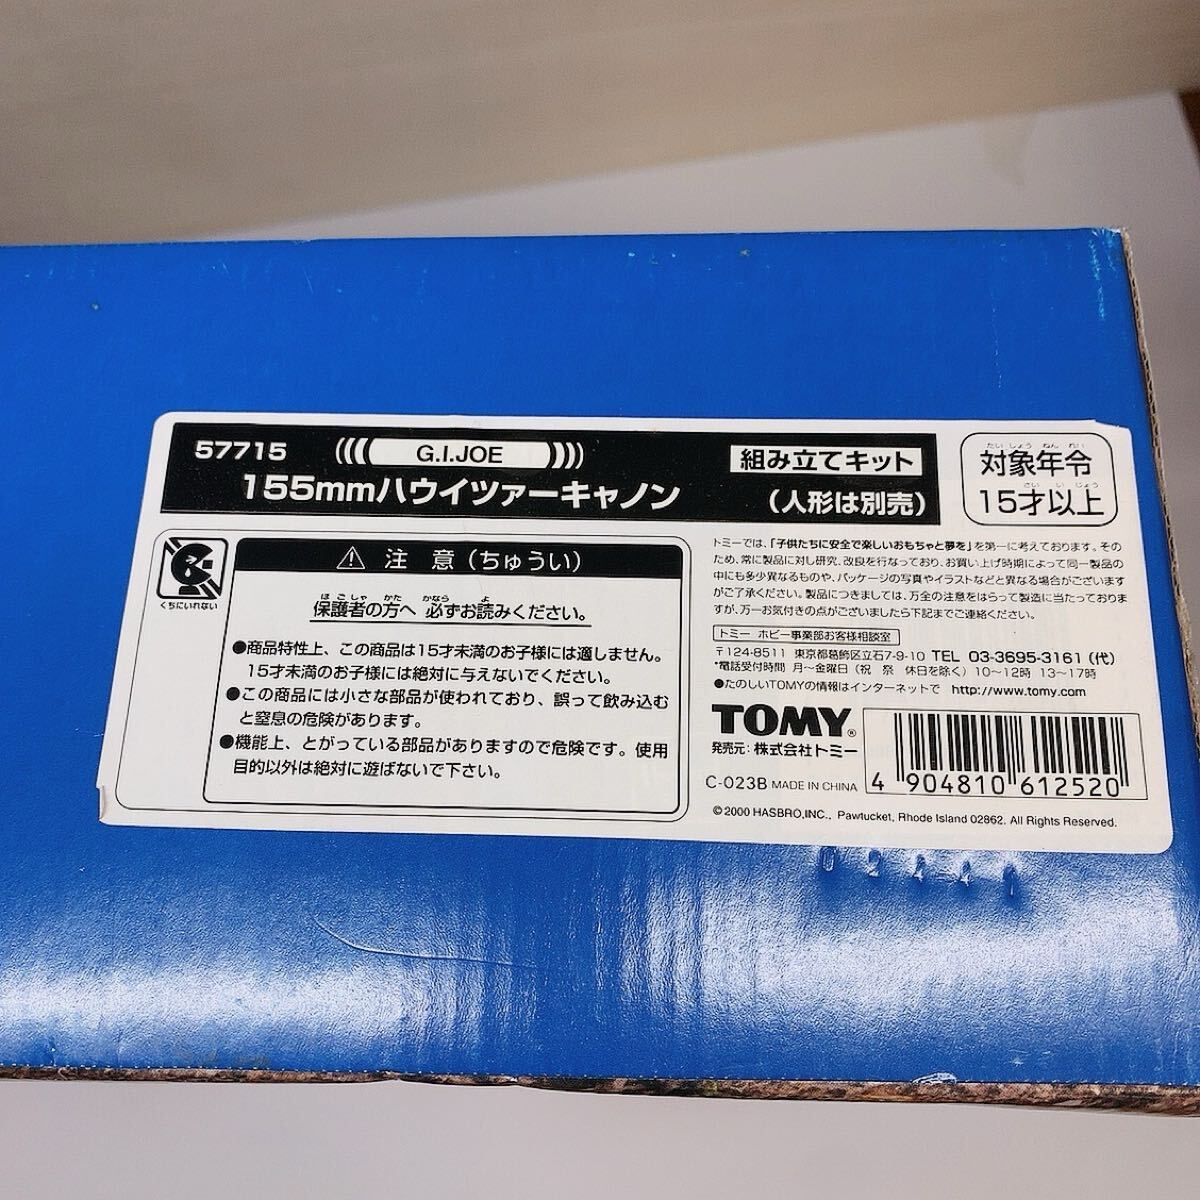 57715 G.I.JOE 組み立てキット
155mmハウイツァーキャノン (人形は別売)
たいしょう ねんれい
対象年令
さい いじょう
15才以上
くちにいれない
⚠ 注 意 (ちゅうい)
ほごしゃ かた かなら よ
保護者の方へ 必ずお読みください。
●商品特性上、この商品は15才未満のお子様には適しません。
15才未満のお子様には絶対に与えないでください。
●この商品には小さな部品が使われており、誤って飲み込む
と窒息の危険があります。
●機能上、とがっている部品がありますので危険です。使用
目的以外は絶対に遊ばないで下さい。
トミーでは、「子供たちに安全で楽しいおもちゃと夢を」を第一に考えております。その
ため、常に製品に対し研究、改良を行なっており、お買い上げ時期によって同一製品の
中にも多少異なるものや、パッケージの写真やイラストなどと異なる場合がございます
がご了承ください。製品につきましては、万全の注意をはらって製造に当たっておりま
すが、万一お気付きの点がございましたら下記までご連絡ください。
トミー ホビー事業部お客様相談室
〒124-8511 東京都葛飾区立石7-9-10 TEL 03-3695-3161 (代)
*電話受付時間 月〜金曜日(祝 祭 休日を除く) 10〜12時 13〜17時
●たのしいTOMYの情報はインターネットで http://www.tomy.com
TOMY®
発売元:株式会社トミー
C-023B MADE IN CHINA
4 904810 612520
©2000 HASBRO,INC., Pawtucket, Rhode Island 02862. All Rights Reserved.